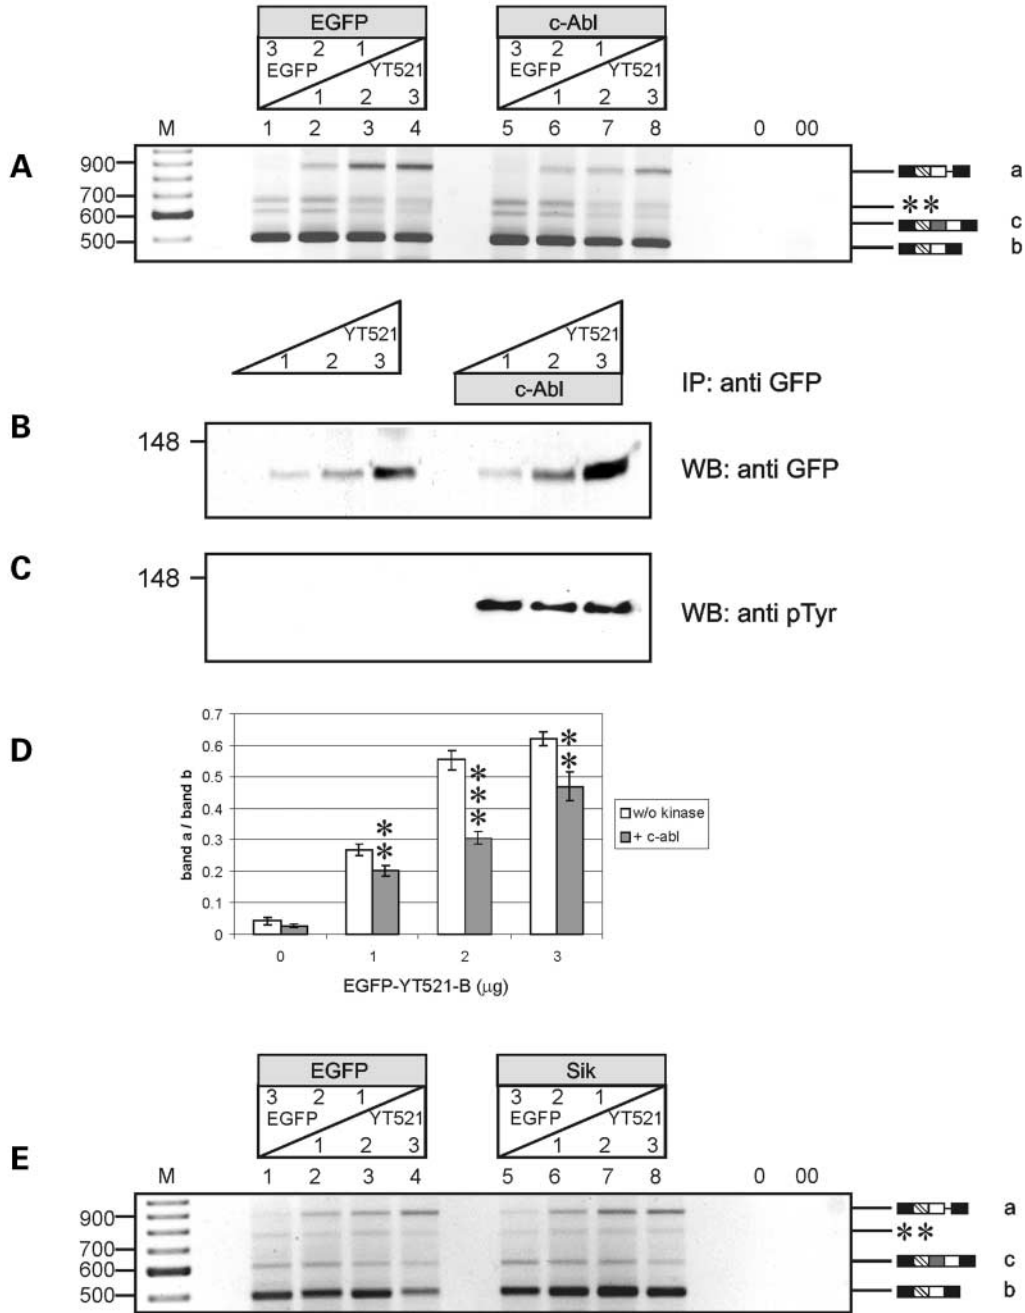 EGFP c-Abl
3 2 1 3 2 1
EGFP YT521 EGFP YT521
1 2 3 1 2 3
M 1 2 3 4 5 6 7 8 0 00
A
900 a
700 **
600 c
500 b
YT521 YT521
1 2 3 1 2 3
c-Abl
IP: anti GFP
B
148
WB: anti GFP
C
148
WB: anti pTyr
D
0.7
0.6
0.5
0.4
0.3
0.2
0.1
0
band a / band b
** *** **
w/o kinase
+ c-abl
0 1 2 3
EGFP-YT521-B (μg)
EGFP Sik
3 2 1 3 2 1
EGFP YT521 EGFP YT521
1 2 3 1 2 3
E
M 1 2 3 4 5 6 7 8 0 00
900 a
**
700
600 c
500 b